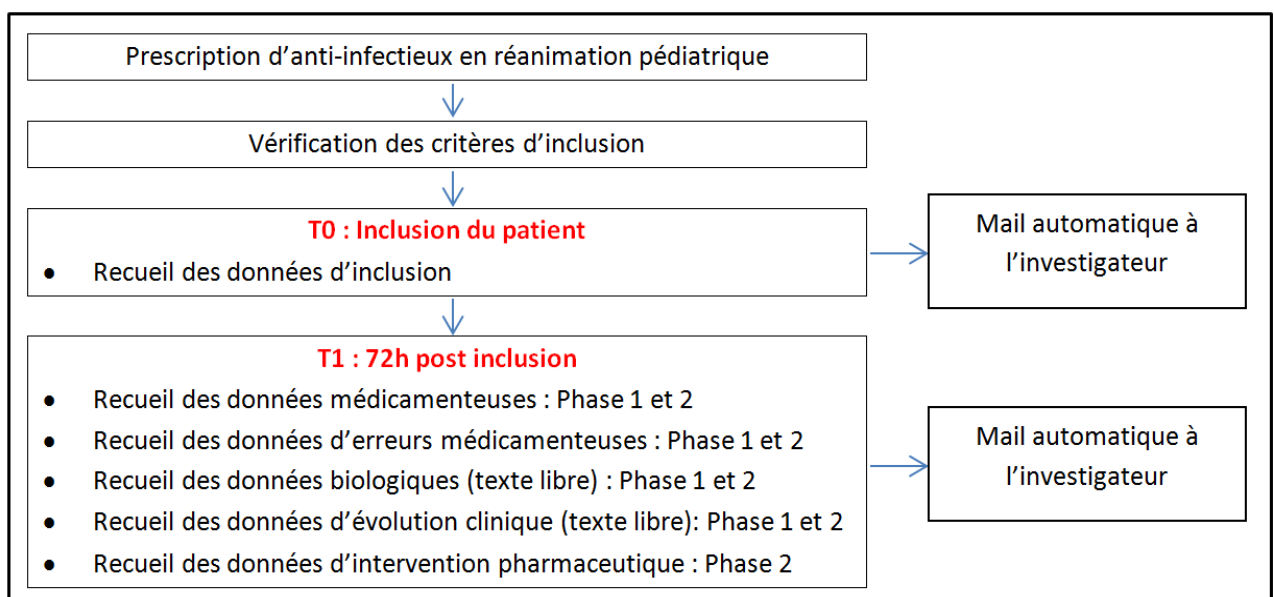 Prescription d’anti-infectieux en réanimation pédiatrique
Vérification des critères d’inclusion
T0 : Inclusion du patient
• Recueil des données d’inclusion
Mail automatique à
l’investigateur
T1 : 72h post inclusion
• Recueil des données médicamenteuses : Phase 1 et 2
• Recueil des données d’erreurs médicamenteuses : Phase 1 et 2
• Recueil des données biologiques (texte libre) : Phase 1 et 2
• Recueil des données d’évolution clinique (texte libre): Phase 1 et 2
• Recueil des données d’intervention pharmaceutique : Phase 2
Mail automatique à
l’investigateur